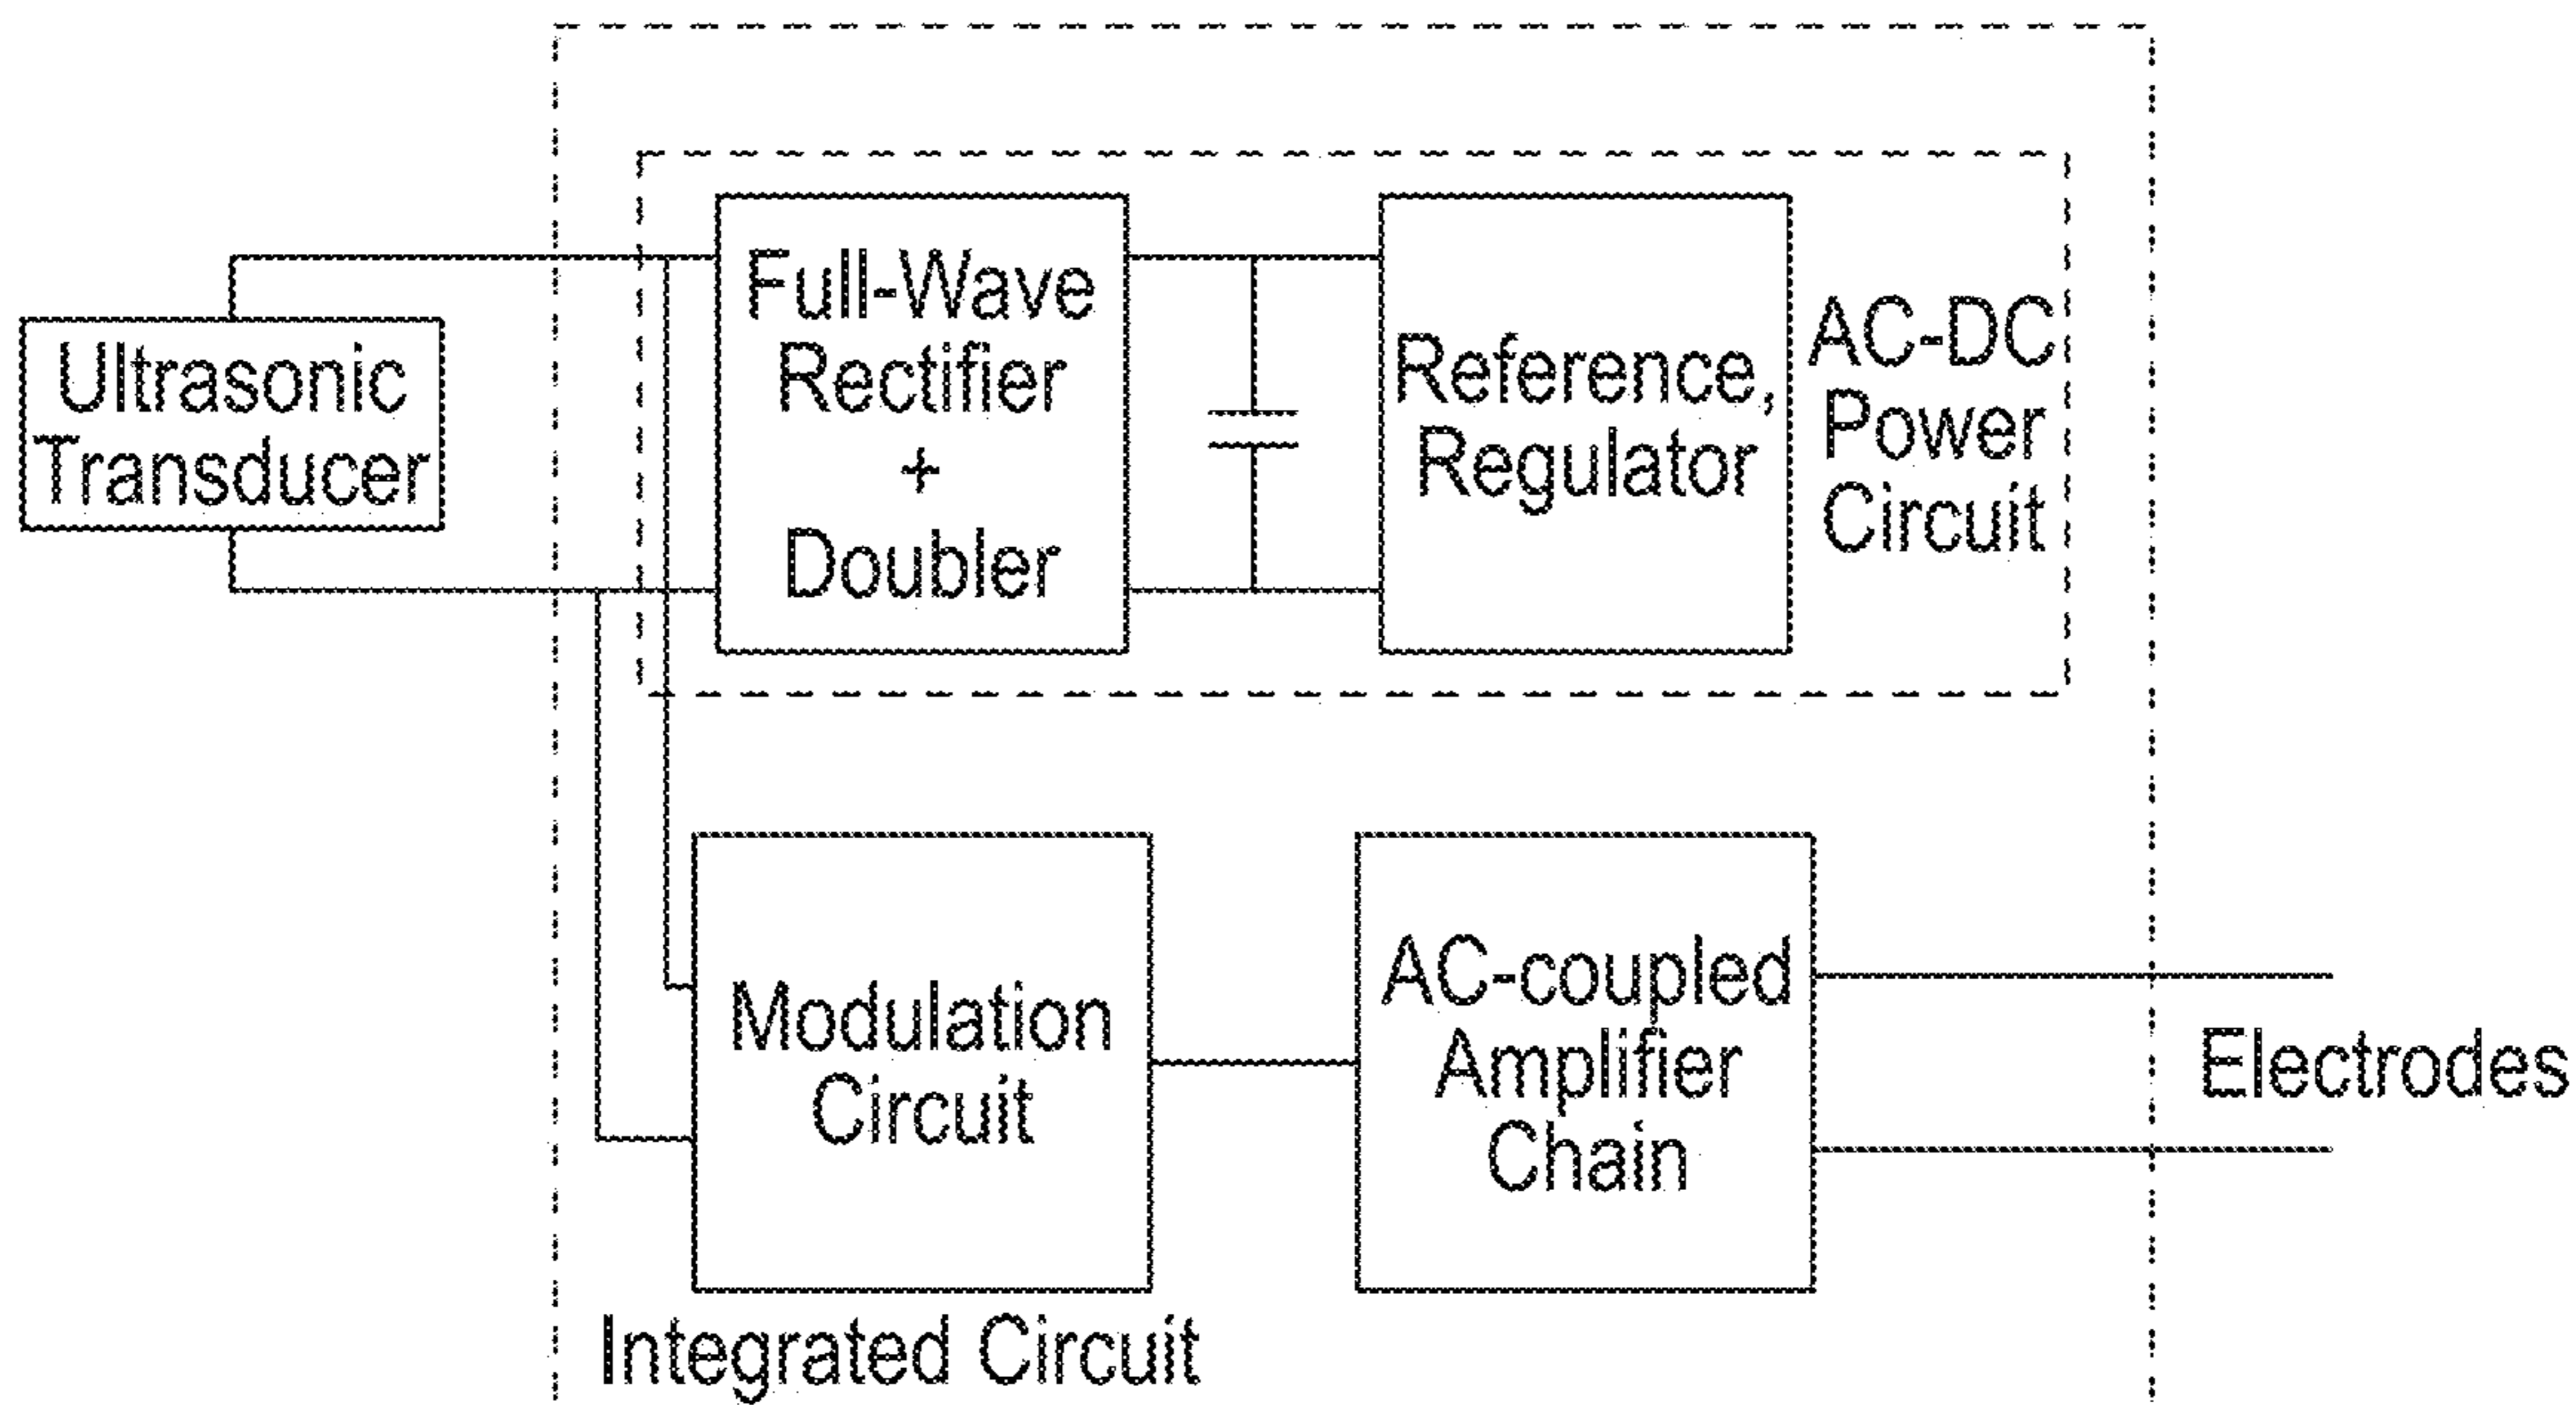 Ultrasonic
Transducer
Full-Wave
Rectifier
+
Doubler
Reference,
Regulator
AC-DC
Power
Circuit
Modulation
Circuit
AC-coupled
Amplifier
Chain
Electrodes
Integrated Circuit